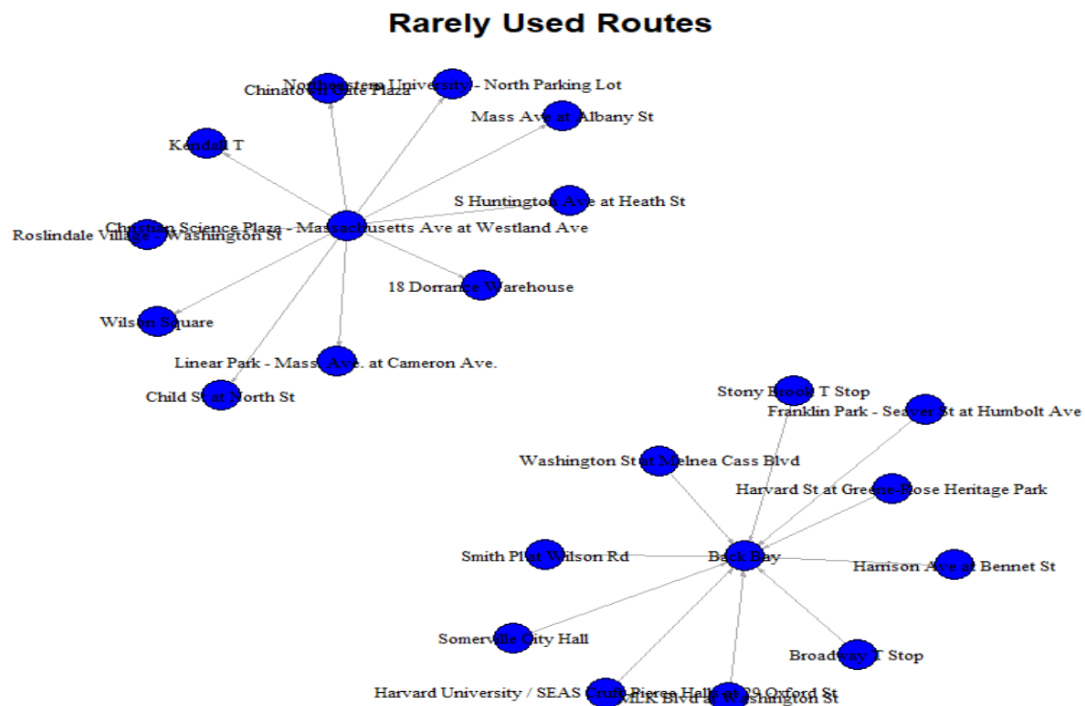 Rarely Used Routes
Northeastern University - North Parking Lot
Chinatown Gate Plaza
Mass Ave at Albany St
Kendall T
S Huntington Ave at Heath St
Christian Science Plaza - Massachusetts Ave at Westland Ave
Roslindale Village - Washington St
18 Dorrance Warehouse
Wilson Square
Linear Park - Mass. Ave. at Cameron Ave.
Child St at North St
Stony Brook T Stop
Franklin Park - Seaver St at Humbolt Ave
Washington St at Melnea Cass Blvd
Harvard St at Greene-Rose Heritage Park
Smith Pl at Wilson Rd
Back Bay
Harrison Ave at Bennet St
Somerville City Hall
Broadway T Stop
Harvard University / SEAS Cruft-Pierce Halls at 29 Oxford St
MLK Blvd at Washington St